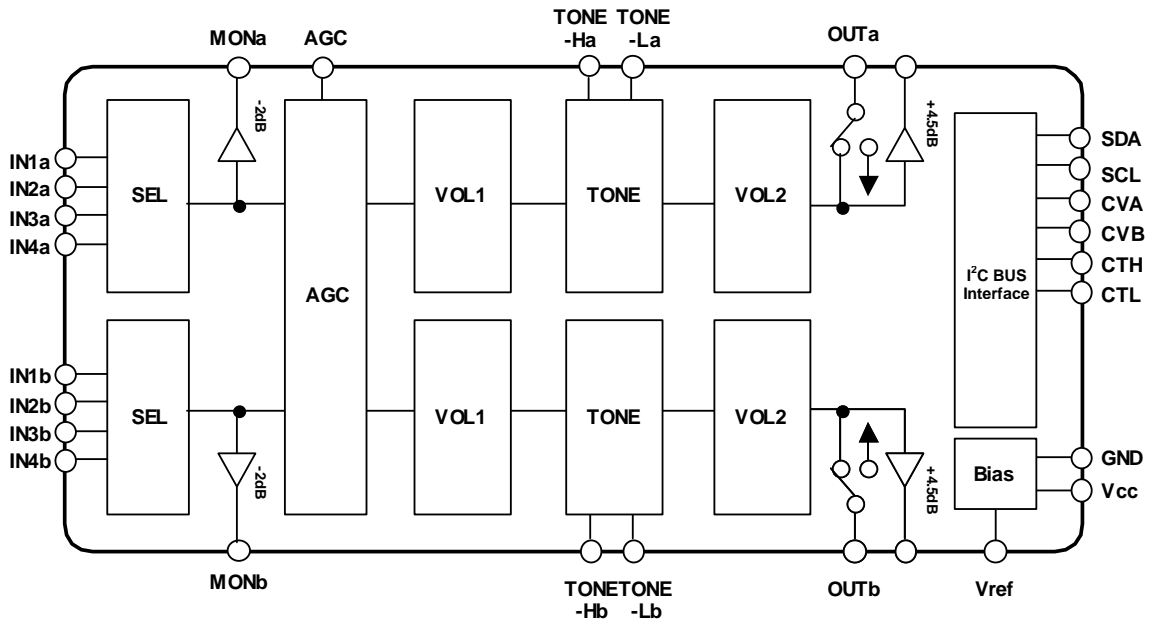 MONa
AGC
TONE
-Ha
TONE
-La
OUTa
-2dB
+4.5dB
IN1a
IN2a
IN3a
IN4a
SEL
VOL1
TONE
VOL2
SDA
SCL
CVA
CVB
CTH
CTL
AGC
I²C BUS
Interface
IN1b
IN2b
IN3b
IN4b
SEL
VOL1
TONE
VOL2
-2dB
+4.5dB
Bias
GND
Vcc
MONb
TONE
-Hb
TONE
-Lb
OUTb
Vref